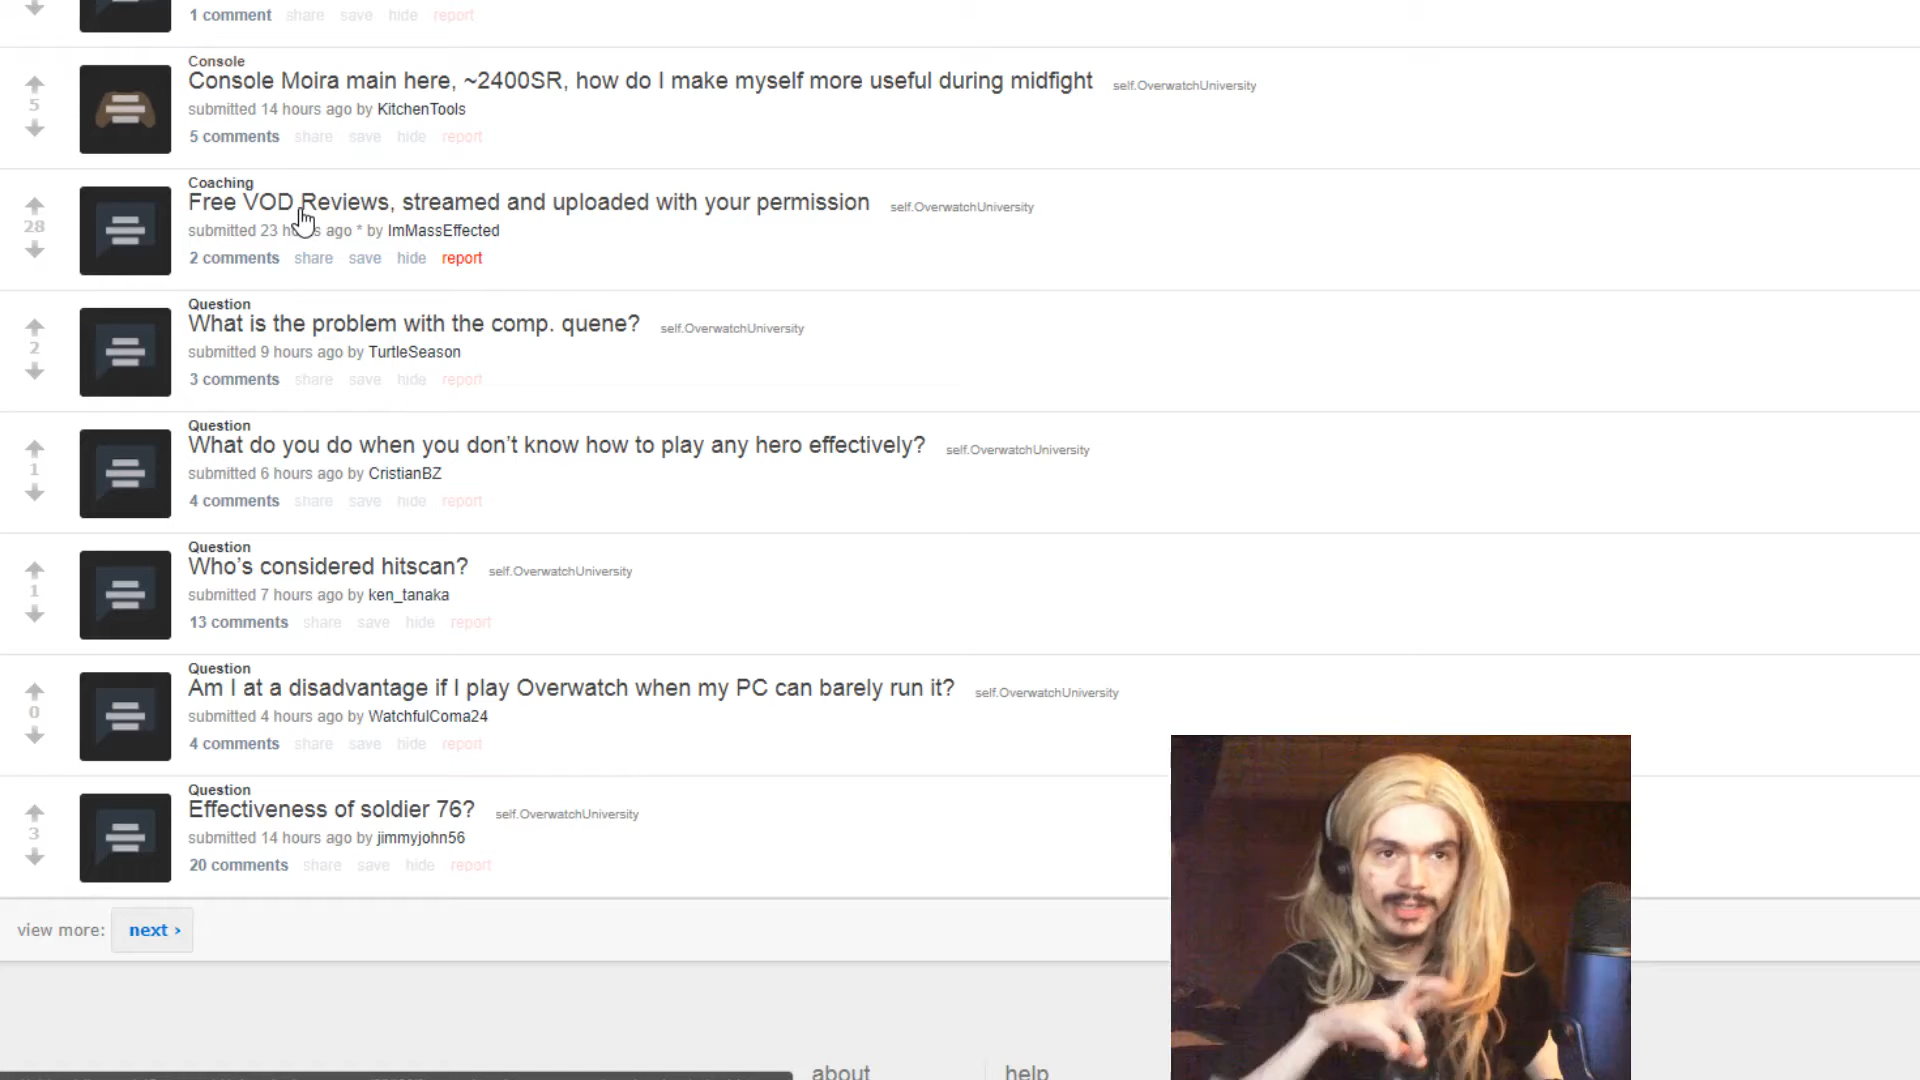 1 comment share save hide report
Console
Console Moira main here, ~2400SR, how do I make myself more useful during midfight self.OverwatchUniversity
5
submitted 14 hours ago by KitchenTools
5 comments share save hide report
Coaching
Free VOD Reviews, streamed and uploaded with your permission self.OverwatchUniversity
28
submitted 23 hours ago * by ImMassEffected
2 comments share save hide report
Question
What is the problem with the comp. quene? self.OverwatchUniversity
2
submitted 9 hours ago by TurtleSeason
3 comments share save hide report
Question
What do you do when you don’t know how to play any hero effectively? self.OverwatchUniversity
1
submitted 6 hours ago by CristianBZ
4 comments share save hide report
Question
Who’s considered hitscan? self.OverwatchUniversity
1
submitted 7 hours ago by ken_tanaka
13 comments share save hide report
Question
Am I at a disadvantage if I play Overwatch when my PC can barely run it? self.OverwatchUniversity
0
submitted 4 hours ago by WatchfulComa24
4 comments share save hide report
Question
Effectiveness of soldier 76? self.OverwatchUniversity
3
submitted 14 hours ago by jimmyjohn56
20 comments share save hide report
view more: next ›
about help